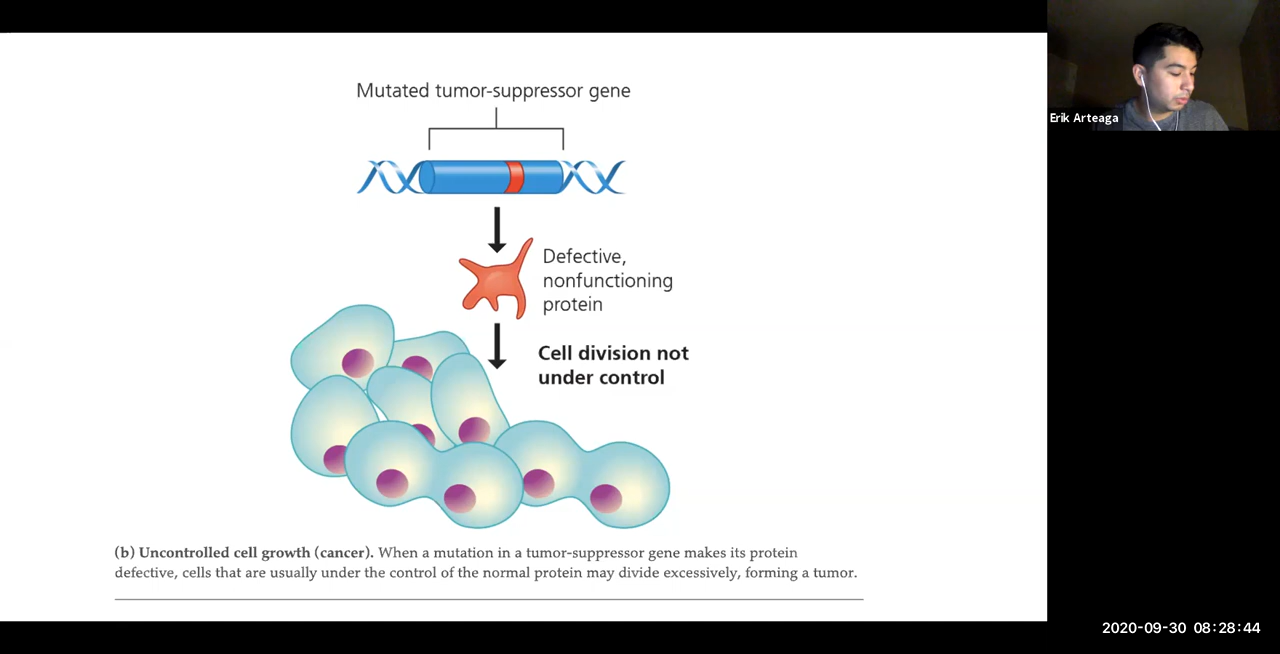 Mutated tumor-suppressor gene
Erik Arteaga
Defective,
nonfunctioning
protein
Cell division not
under control
(b) Uncontrolled cell growth (cancer). When a mutation in a tumor-suppressor gene makes its protein
defective, cells that are usually under the control of the normal protein may divide excessively, forming a tumor.
2020-09-30 08:28:44